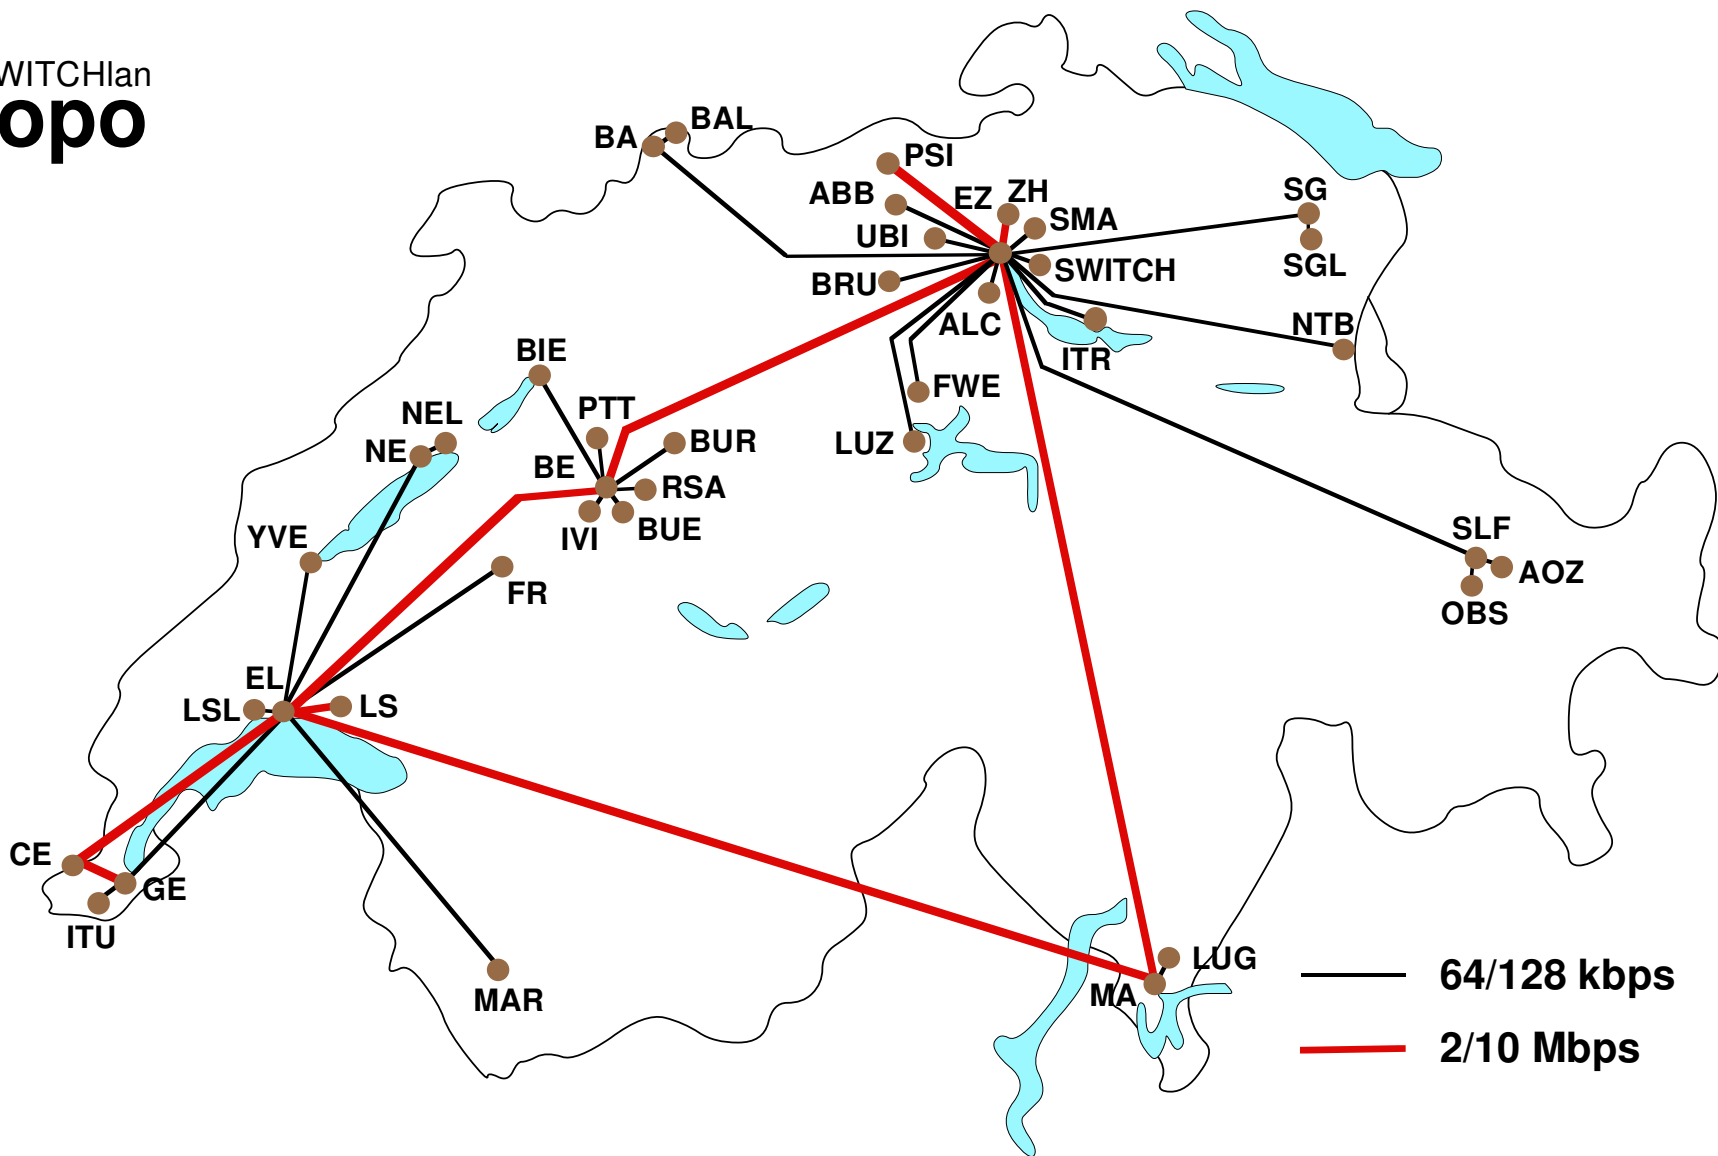 WITCHlan
opo
BA
BAL
PSI
ABB
EZ
ZH
SMA
UBI
SWITCH
BRU
ALC
ITR
SG
SGL
NTB
FWE
LUZ
BIE
PTT
NEL
NE
BE
BUR
RSA
IVI
BUE
YVE
FR
SLF
AOZ
OBS
EL
LSL
LS
CE
GE
ITU
MAR
LUG
MA
64/128 kbps
2/10 Mbps